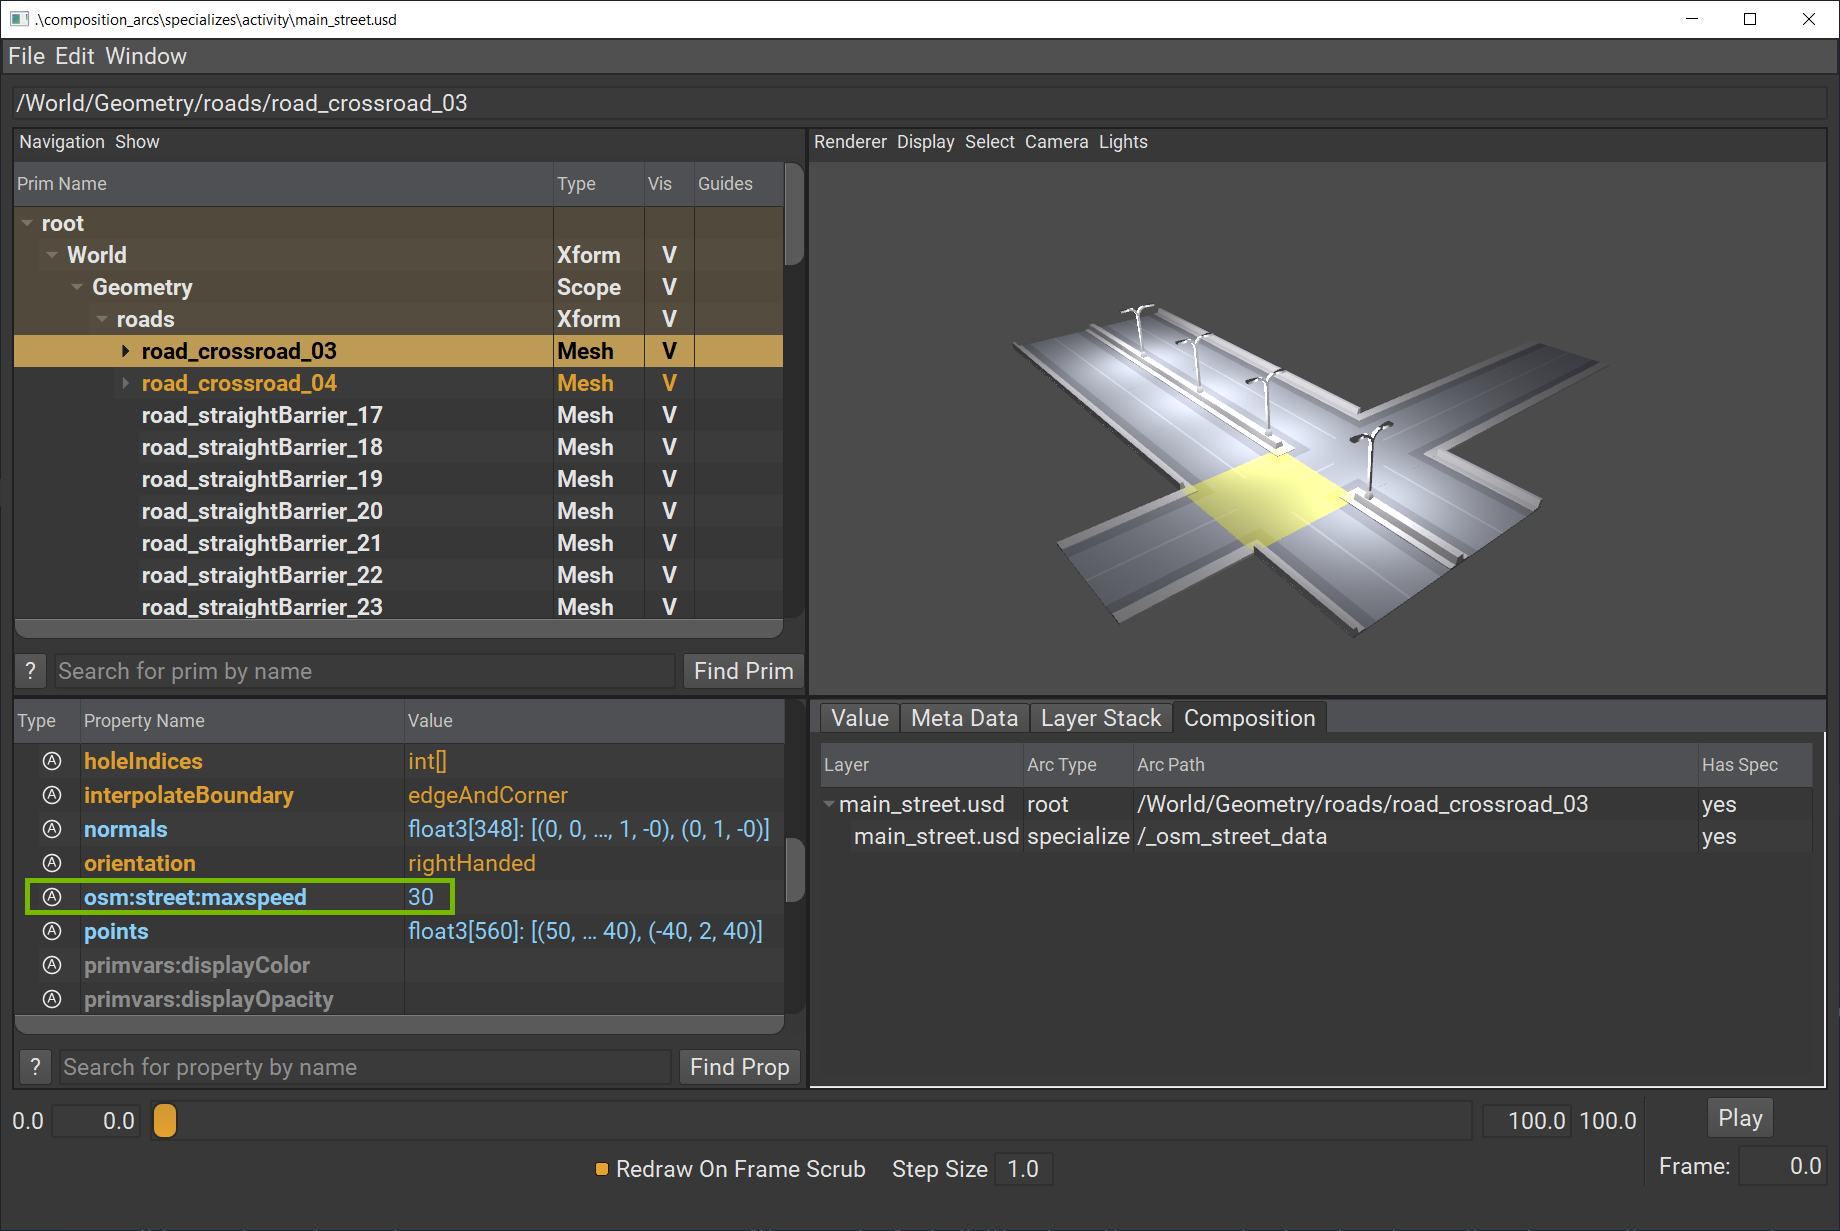 .\composition_arcs\specializes\activity\main_street.usd
File Edit Window
/World/Geometry/roads/road_crossroad_03
Navigation Show
Prim Name Type Vis Guides
root
World Xform V
Geometry Scope V
roads Xform V
road_crossroad_03 Mesh V
road_crossroad_04 Mesh V
road_straightBarrier_17 Mesh V
road_straightBarrier_18 Mesh V
road_straightBarrier_19 Mesh V
road_straightBarrier_20 Mesh V
road_straightBarrier_21 Mesh V
road_straightBarrier_22 Mesh V
road_straightBarrier_23 Mesh V
? Search for prim by name Find Prim
Renderer Display Select Camera Lights
Type Property Name Value
A holeIndices int[]
A interpolateBoundary edgeAndCorner
A normals float3[348]: [(0, 0, ..., 1, -0), (0, 1, -0)]
A orientation rightHanded
A osm:street:maxspeed 30
A points float3[560]: [(50, ... 40), (-40, 2, 40)]
A primvars:displayColor
A primvars:displayOpacity
? Search for property by name Find Prop
Value Meta Data Layer Stack Composition
Layer Arc Type Arc Path Has Spec
main_street.usd root /World/Geometry/roads/road_crossroad_03 yes
main_street.usd specialize /_osm_street_data yes
0.0 0.0 100.0 100.0 Play
Redraw On Frame Scrub Step Size 1.0 Frame: 0.0